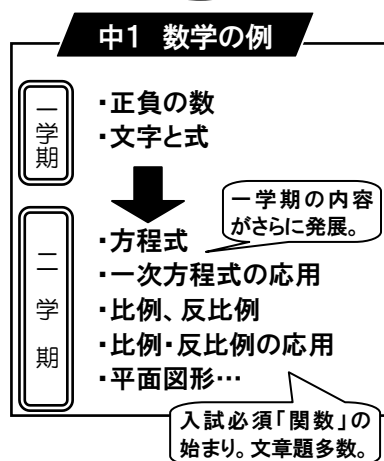 中1 数学の例
一学期
・正負の数
・文字と式
一学期の内容
がさらに発展。
二学期
・方程式
・一次方程式の応用
・比例、反比例
・比例・反比例の応用
・平面図形…
入試必須「関数」の
始まり。文章題多数。